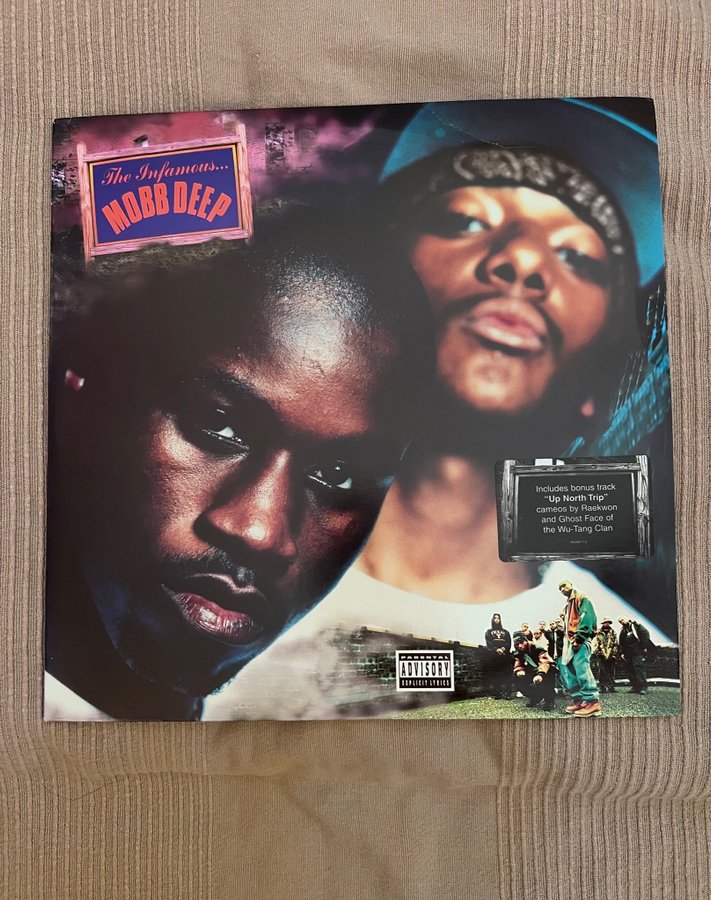 The Infamous...
MOBB DEEP
Includes bonus track
"Up North Trip"
cameos by Raekwon
and Ghost Face of
the Wu-Tang Clan
PARENTAL
ADVISORY
EXPLICIT LYRICS